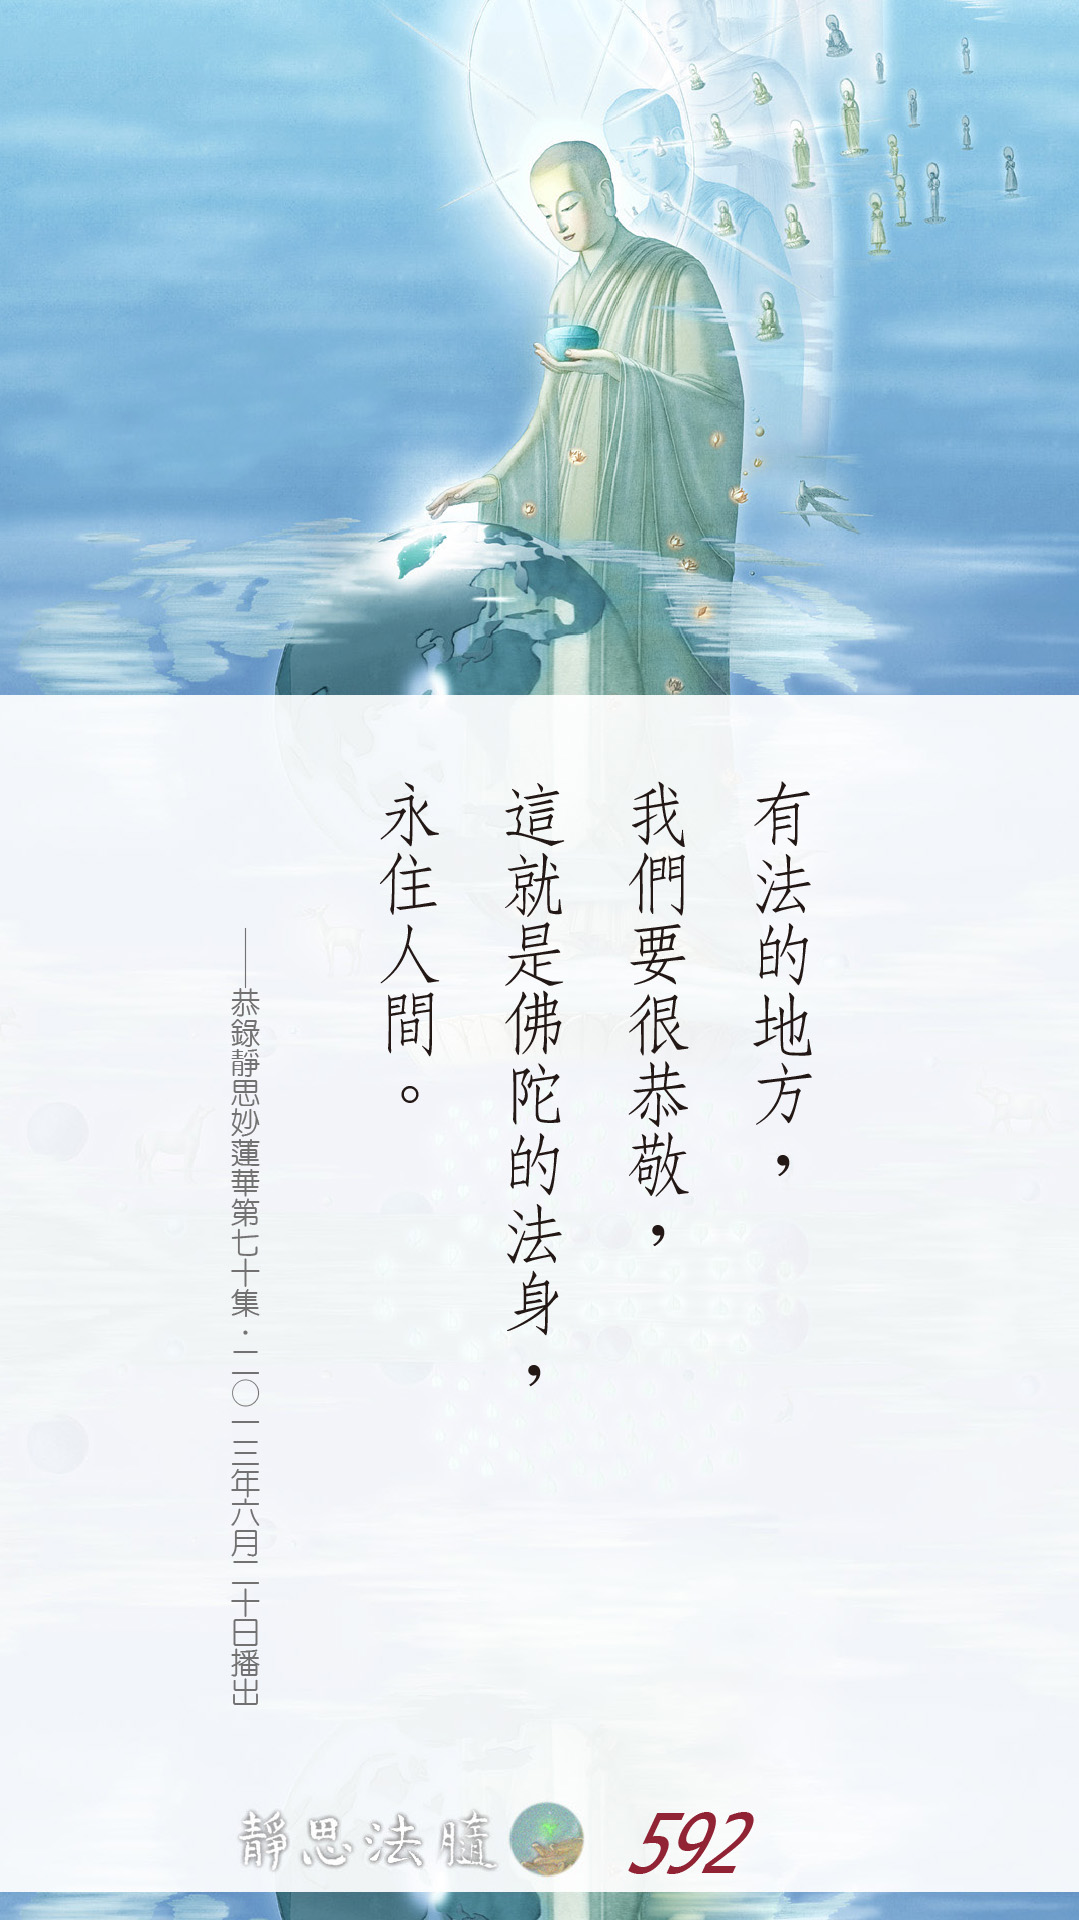 有法的地方，
我們要很恭敬，
這就是佛陀的法身，
永住人間。
——恭錄靜思妙蓮華第七十集·二〇一三年六月二十日播出
靜思法髓 592